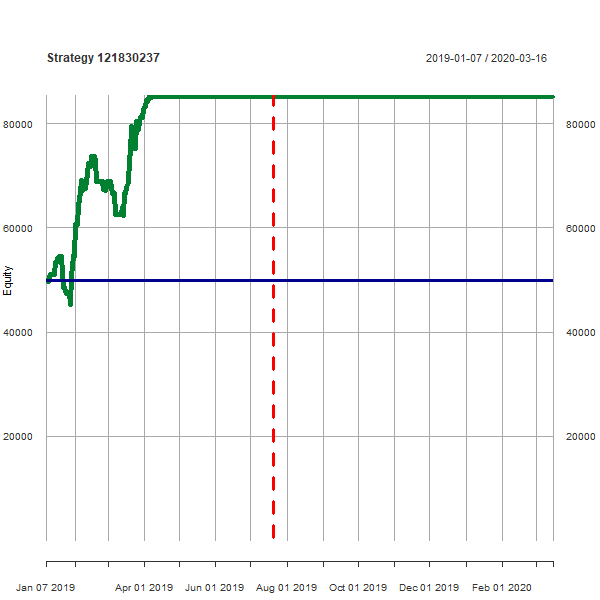 Strategy 121830237 2019-01-07 / 2020-03-16
80000 80000
60000 60000
Equity
40000 40000
20000 20000
Jan 07 2019 Apr 01 2019 Jun 01 2019 Aug 01 2019 Oct 01 2019 Dec 01 2019 Feb 01 2020